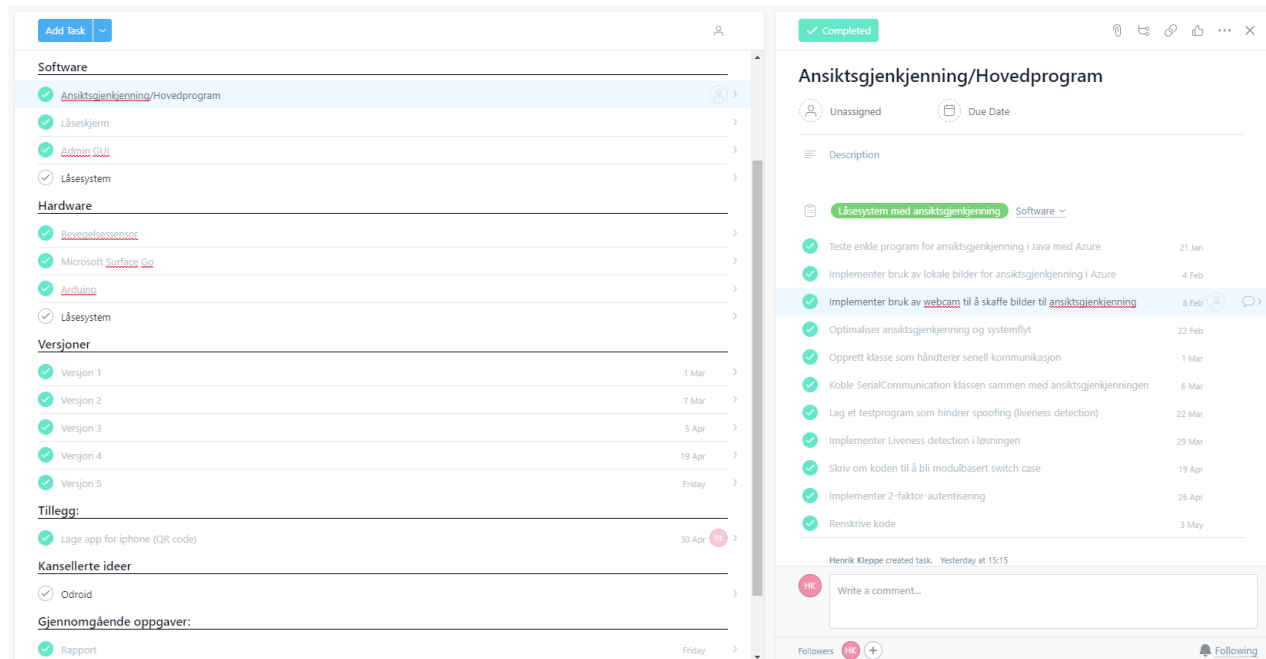 Add Task
Software
Ansiktsgjenkjenning/Hovedprogram
Låseskjerm
Admin GUI
Låsesystem
Hardware
Bevegelsessensor
Microsoft Surface Go
Arduino
Låsesystem
Versjoner
Versjon 1 1 Mar
Versjon 2 7 Mar
Versjon 3 5 Apr
Versjon 4 19 Apr
Versjon 5 Friday
Tillegg:
Lage app for iphone (QR code) 30 Apr
Kansellerte ideer
Odroid
Gjennomgående oppgaver:
Rapport Friday
Completed
Ansiktsgjenkjenning/Hovedprogram
Unassigned Due Date
Description
Låsesystem med ansiktsgjenkjenning Software
Teste enkle program for ansiktsgjenkjenning i Java med Azure 21 Jan
Implementer bruk av lokale bilder for ansiktsgjenkjenning i Azure 4 Feb
Implementer bruk av webcam til å skaffe bilder til ansiktsgjenkjenning 8 Feb
Optimaliser ansiktsgjenkjenning og systemflyt 22 Feb
Opprett klasse som håndterer seriell kommunikasjon 1 Mar
Koble SerialCommunication klassen sammen med ansiktsgjenkjenningen 6 Mar
Lag et testprogram som hindrer spoofing (liveness detection) 22 Mar
Implementer Liveness detection i løsningen 29 Mar
Skriv om koden til å bli modulbasert switch case 19 Apr
Implementer 2-faktor-autentisering 26 Apr
Renskrive kode 3 May
Henrik Kleppe created task. Yesterday at 15:15
HK Write a comment...
Followers HK Following